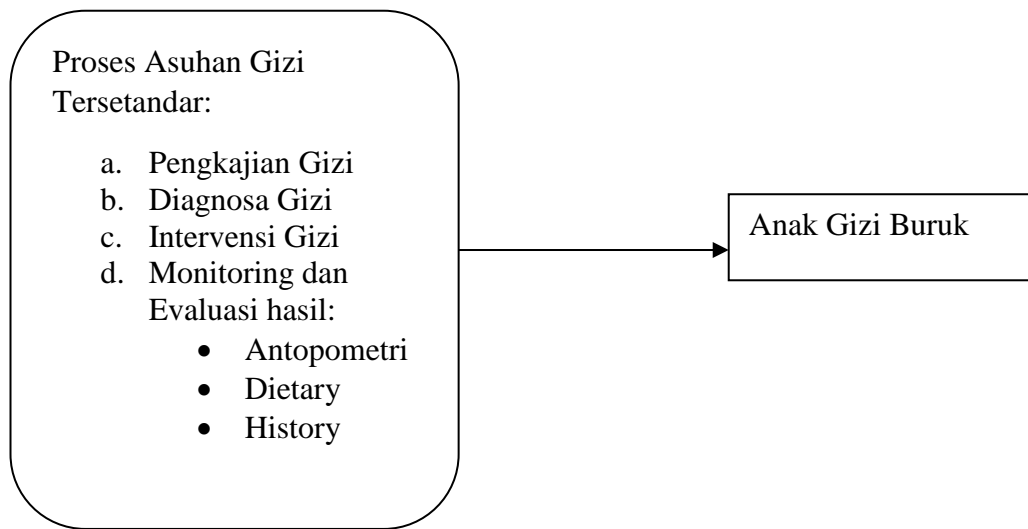 Proses Asuhan Gizi
Tersetandar:
a. Pengkajian Gizi
b. Diagnosa Gizi
c. Intervensi Gizi
d. Monitoring dan
Evaluasi hasil:
• Antopometri
• Dietary
• History
Anak Gizi Buruk